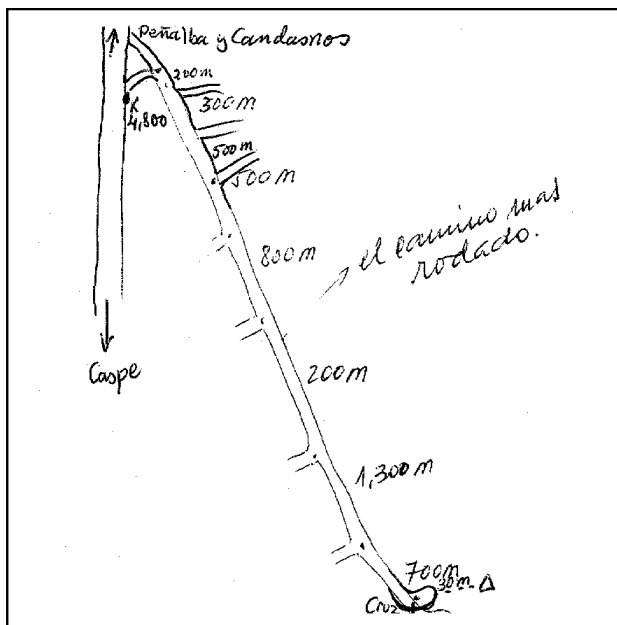 Peñalba y Candasnos
200m
K
4,800
300m
500m
500m
800m
el camino mas
rodado.
Caspe
200m
1,300m
700m
30m. Δ
Cruz